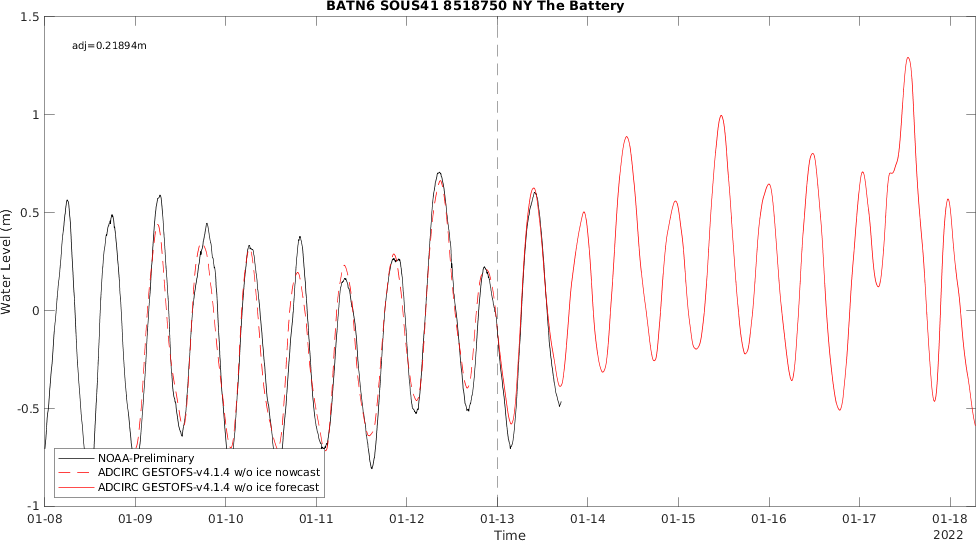 BATN6 SOUS41 8518750 NY The Battery
adj=0.21894m
Water Level (m)
1.5
1
0.5
0
-0.5
-1
NOAA-Preliminary
ADCIRC GESTOFS-v4.1.4 w/o ice nowcast
ADCIRC GESTOFS-v4.1.4 w/o ice forecast
01-08 01-09 01-10 01-11 01-12 01-13 01-14 01-15 01-16 01-17 01-18
Time
2022